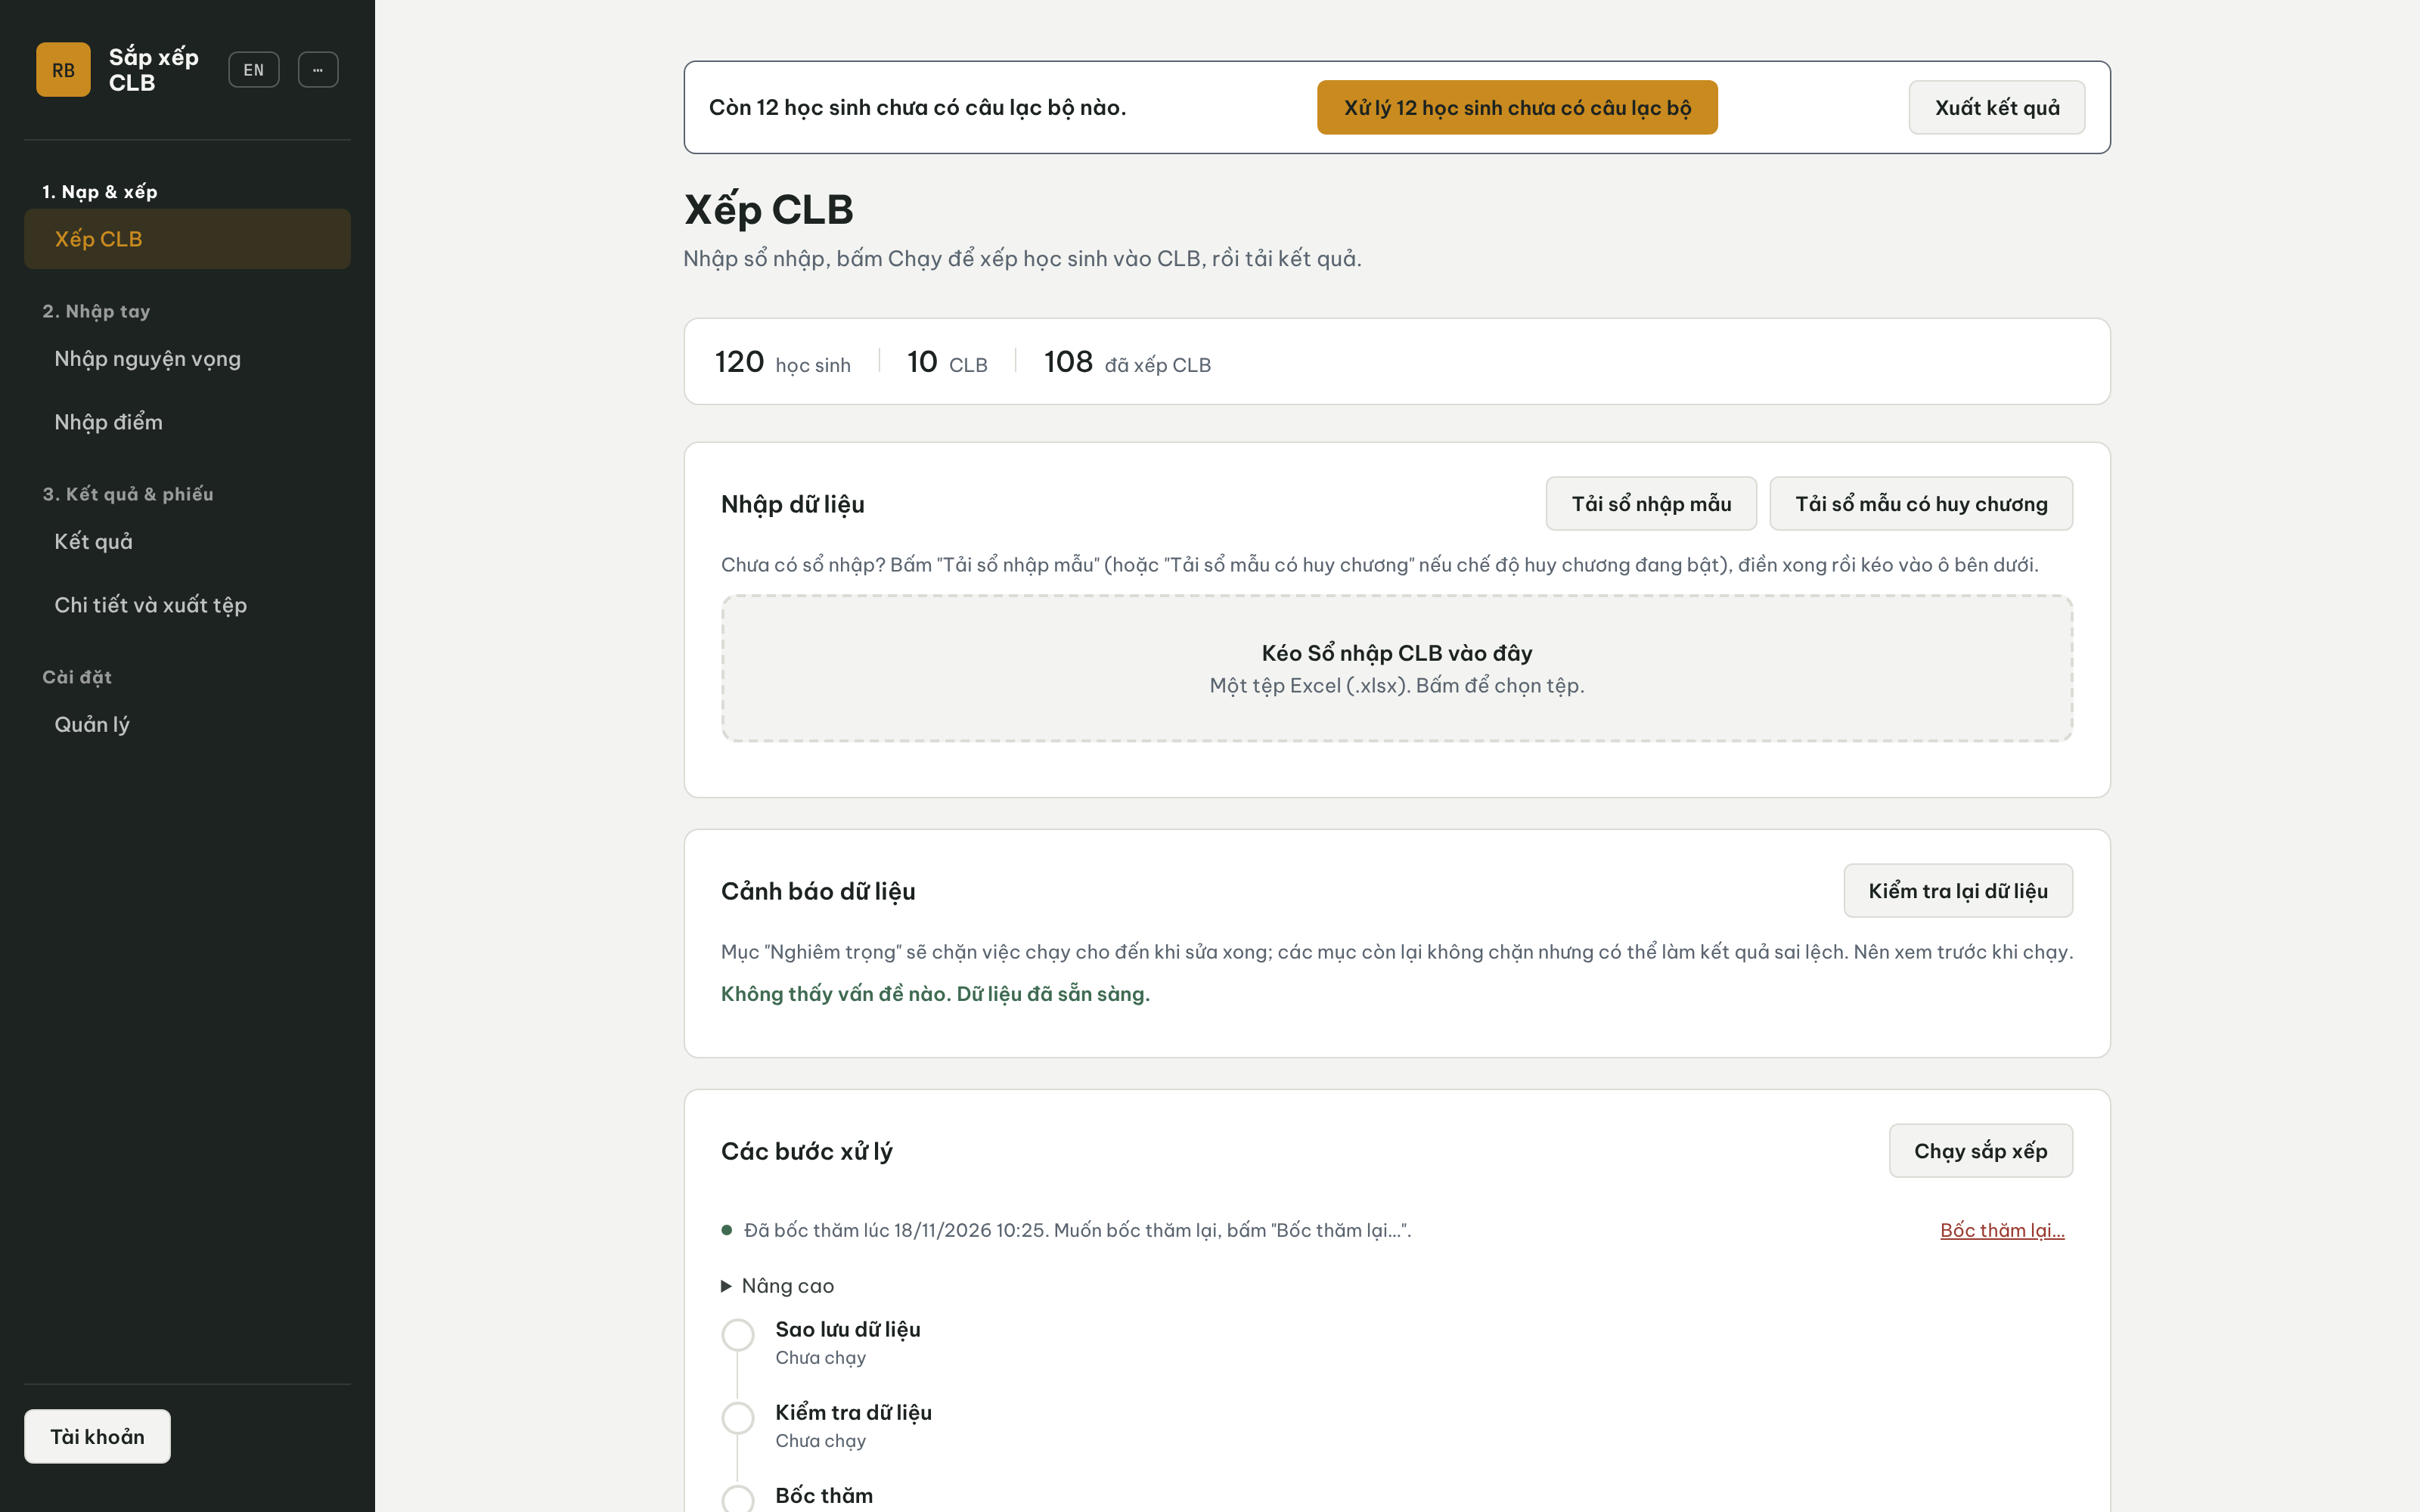 RB
Sắp xếp
CLB
EN
…
1. Nạp & xếp
Xếp CLB
2. Nhập tay
Nhập nguyện vọng
Nhập điểm
3. Kết quả & phiếu
Kết quả
Chi tiết và xuất tệp
Cài đặt
Quản lý
Tài khoản
Còn 12 học sinh chưa có câu lạc bộ nào.
Xử lý 12 học sinh chưa có câu lạc bộ
Xuất kết quả
Xếp CLB
Nhập sổ nhập, bấm Chạy để xếp học sinh vào CLB, rồi tải kết quả.
120 học sinh
10 CLB
108 đã xếp CLB
Nhập dữ liệu
Tải sổ nhập mẫu
Tải sổ mẫu có huy chương
Chưa có sổ nhập? Bấm "Tải sổ nhập mẫu" (hoặc "Tải sổ mẫu có huy chương" nếu chế độ huy chương đang bật), điền xong rồi kéo vào ô bên dưới.
Kéo Sổ nhập CLB vào đây
Một tệp Excel (.xlsx). Bấm để chọn tệp.
Cảnh báo dữ liệu
Kiểm tra lại dữ liệu
Mục "Nghiêm trọng" sẽ chặn việc chạy cho đến khi sửa xong; các mục còn lại không chặn nhưng có thể làm kết quả sai lệch. Nên xem trước khi chạy.
Không thấy vấn đề nào. Dữ liệu đã sẵn sàng.
Các bước xử lý
Chạy sắp xếp
Đã bốc thăm lúc 18/11/2026 10:25. Muốn bốc thăm lại, bấm "Bốc thăm lại…".
Bốc thăm lại…
Nâng cao
Sao lưu dữ liệu
Chưa chạy
Kiểm tra dữ liệu
Chưa chạy
Bốc thăm